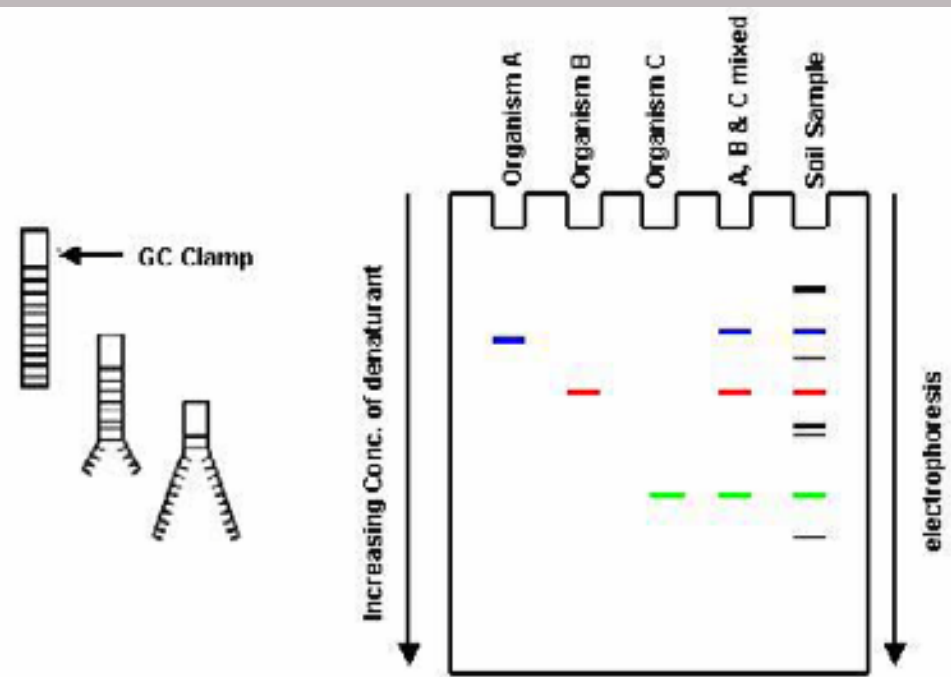 GC Clamp
Increasing Conc. of denaturant
Organism A
Organism B
Organism C
A, B & C mixed
Soil Sample
electrophoresis